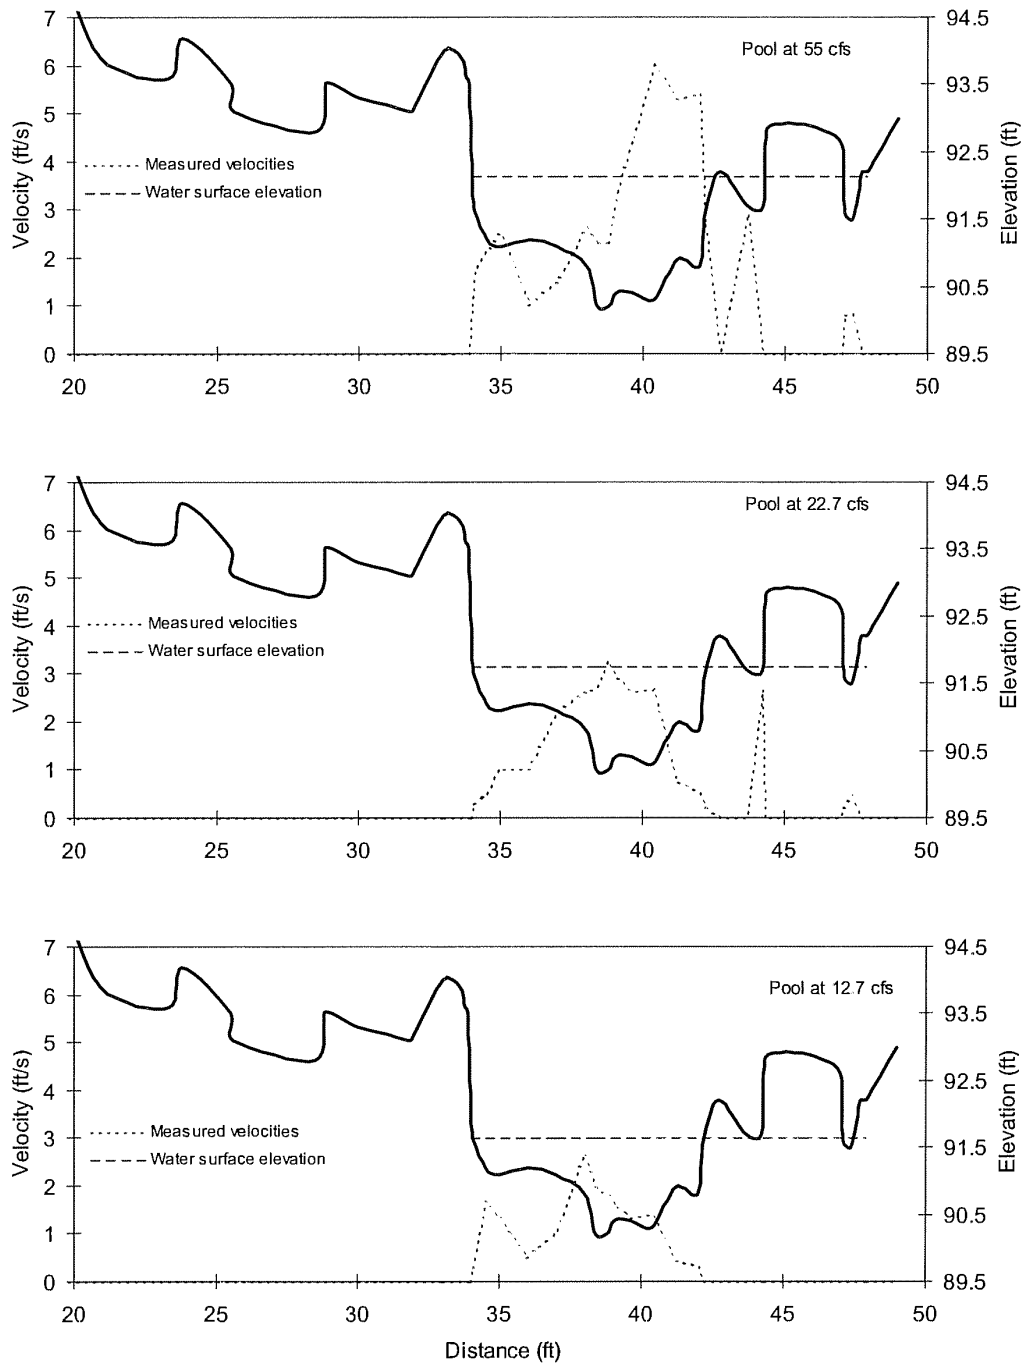 Pool at 55 cfs
Velocity (ft/s)
7
6
5
4
3
2
1
0
Measured velocities
Water surface elevation
94.5
93.5
92.5
91.5
90.5
89.5
Elevation (ft)
20 25 30 35 40 45 50
Pool at 22.7 cfs
Velocity (ft/s)
7
6
5
4
3
2
1
0
Measured velocities
Water surface elevation
94.5
93.5
92.5
91.5
90.5
89.5
Elevation (ft)
20 25 30 35 40 45 50
Pool at 12.7 cfs
Velocity (ft/s)
7
6
5
4
3
2
1
0
Measured velocities
Water surface elevation
94.5
93.5
92.5
91.5
90.5
89.5
Elevation (ft)
20 25 30 35 40 45 50
Distance (ft)